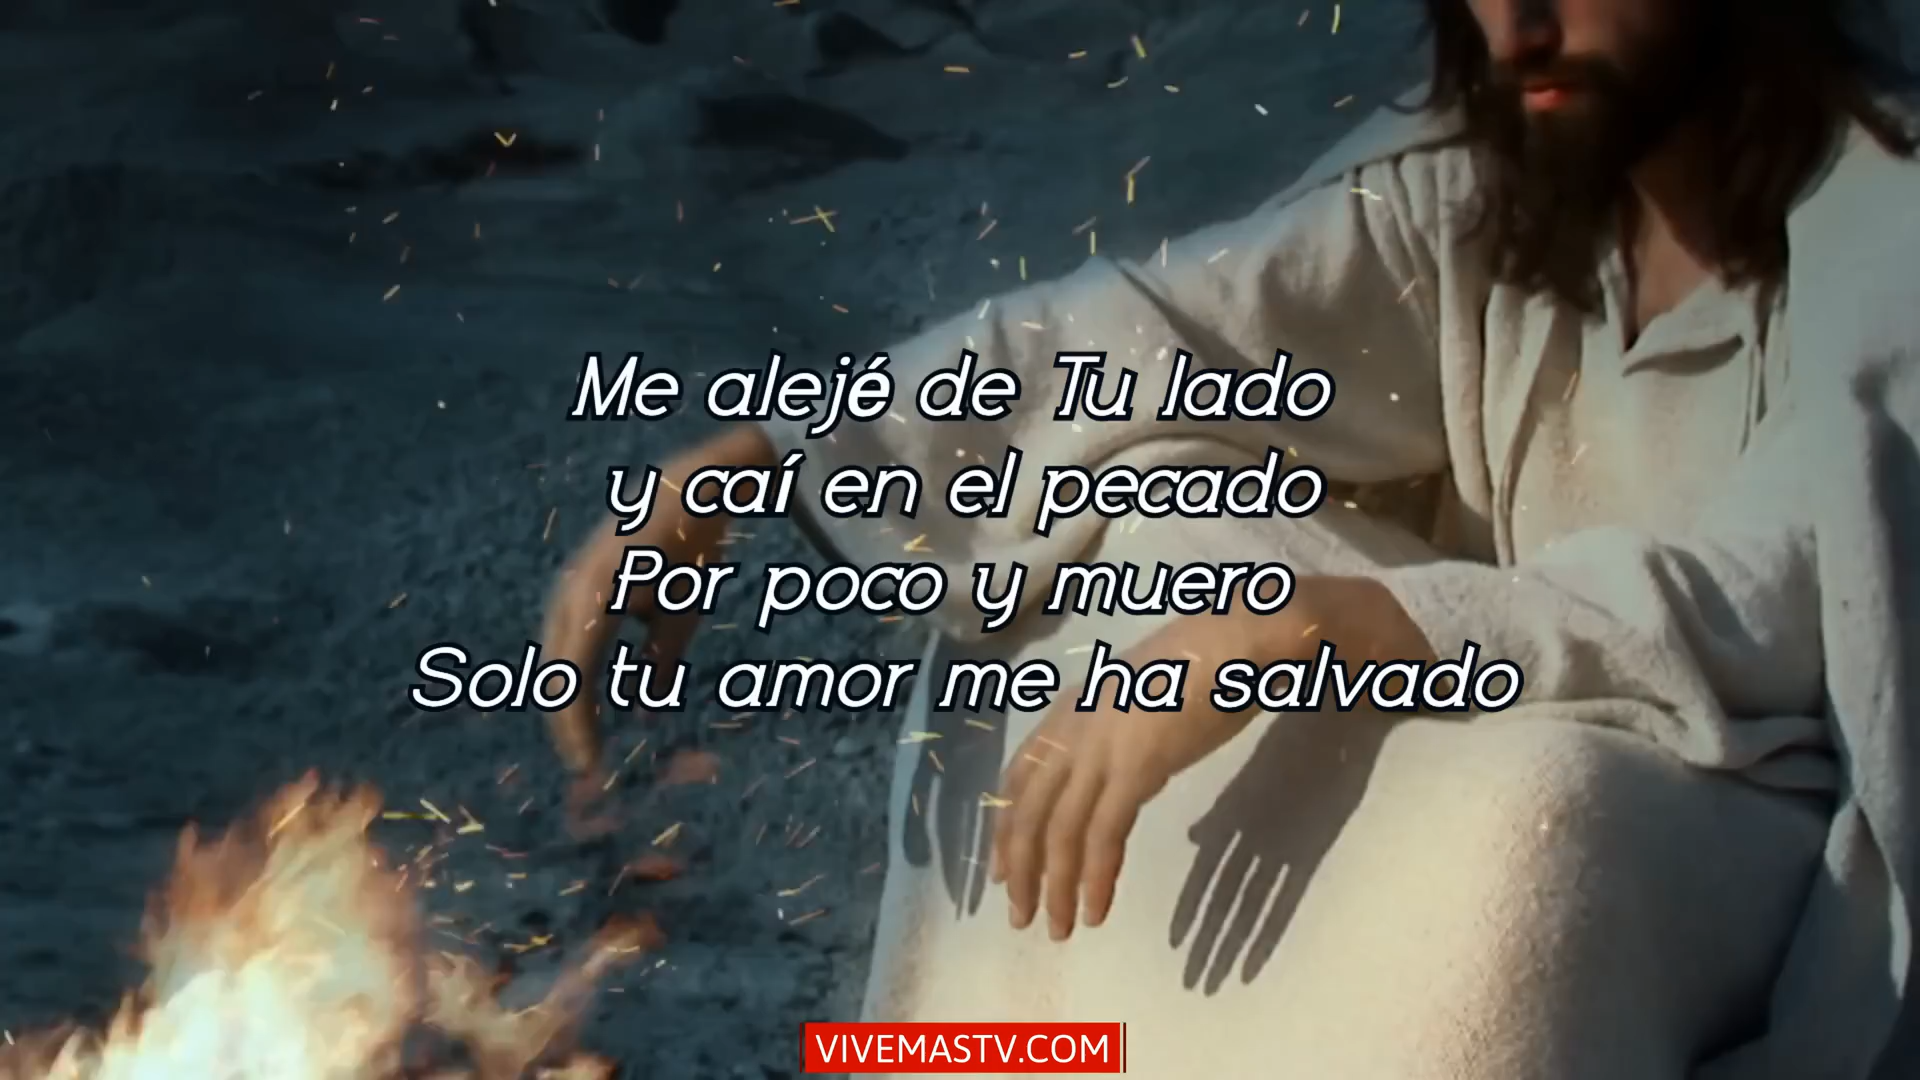 Me alejé de Tu lado
y caí en el pecado
Por poco y muero
Solo tu amor me ha salvado
VIVEMASTV.COM